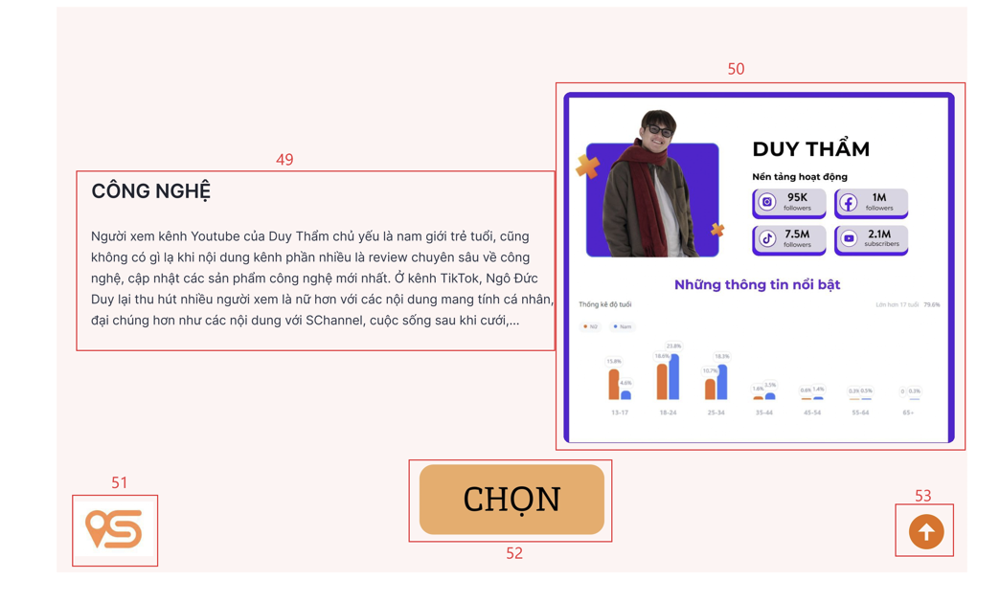 50
49
CÔNG NGHỆ
Người xem kênh Youtube của Duy Thẩm chủ yếu là nam giới trẻ tuổi, cũng
không có gì lạ khi nội dung kênh phần nhiều là review chuyên sâu về công
nghệ, cập nhật các sản phẩm công nghệ mới nhất. Ở kênh TikTok, Ngô Đức
Duy lại thu hút nhiều người xem là nữ hơn với các nội dung mang tính cá nhân,
đại chúng hơn như các nội dung với SChannel, cuộc sống sau khi cưới,...
DUY THẨM
Nền tảng hoạt động
95K
followers
1M
followers
7.5M
followers
2.1M
subscribers
Những thông tin nổi bật
Thống kê độ tuổi
Lớn hơn 17 tuổi 79.6%
Nữ Nam
15.8% 4.6% 18.6% 23.8% 10.7% 18.3% 1.6% 3.5% 0.6% 1.4% 0.5% 0 0.3%
13-17 18-24 25-34 35-44 45-54 55-64 65+
51
CHỌN
52
53